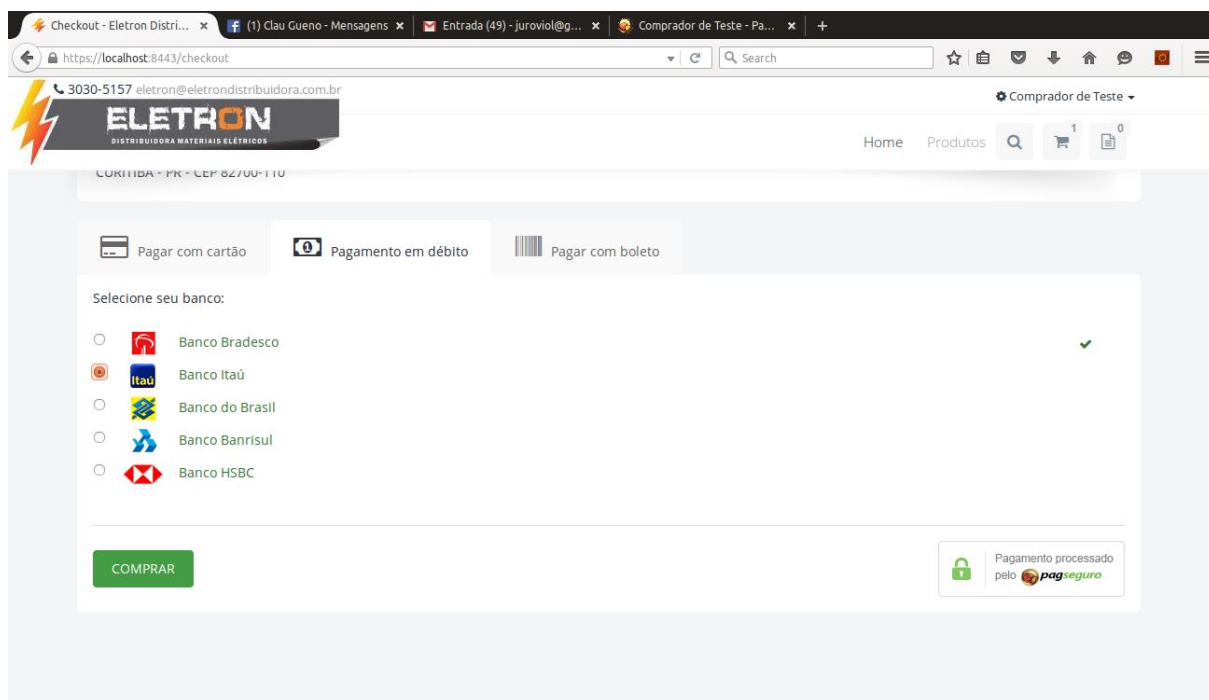 Checkout - Eletron Distri...
(1) Clau Gueno - Mensagens
Entrada (49) - juroviol@g...
Comprador de Teste - Pa...
https://localhost:8443/checkout
Search
3030-5157 eletron@eletrondistribuidora.com.br
Comprador de Teste
ELETRON
DISTRIBUIDORA MATERIAIS ELÉTRICOS
Home Produtos 1 0
CURITIBA - PR - CEP 82700-110
Pagar com cartão
Pagamento em débito
Pagar com boleto
Selecione seu banco:
Banco Bradesco
Itaú Banco Itaú
Banco do Brasil
Banco Banrisul
Banco HSBC
COMPRAR
Pagamento processado
pelo pagseguro